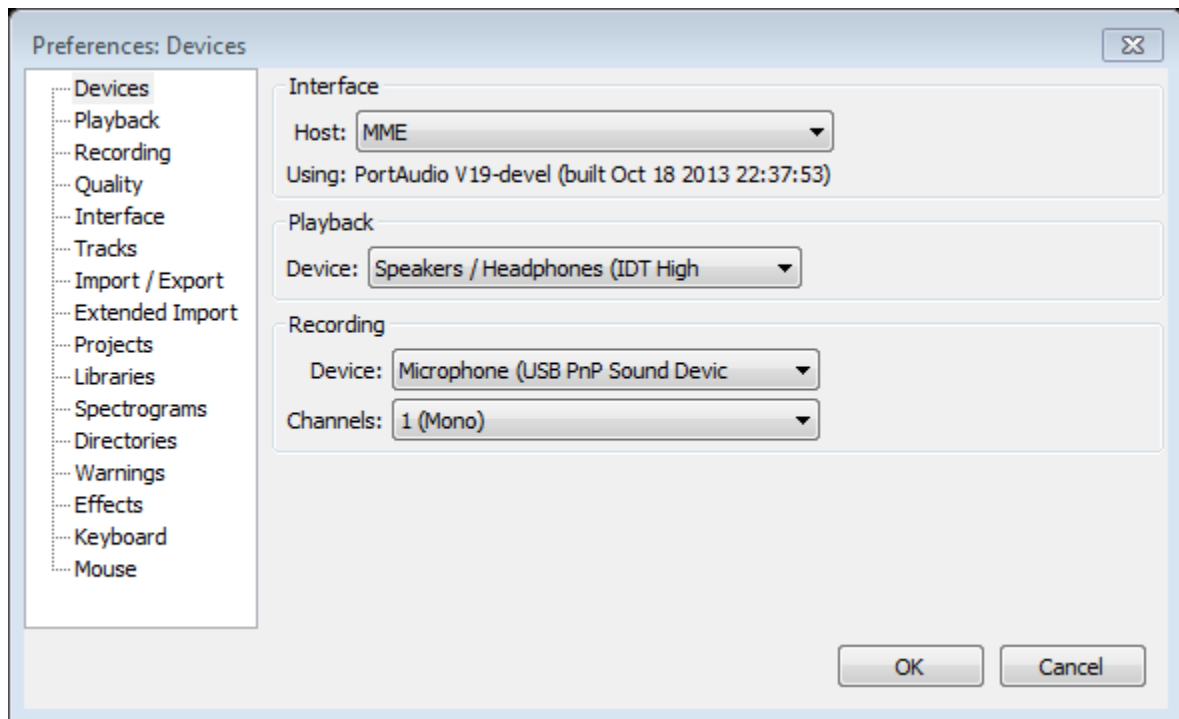 Preferences: Devices
Devices
Playback
Recording
Quality
Interface
Tracks
Import / Export
Extended Import
Projects
Libraries
Spectrograms
Directories
Warnings
Effects
Keyboard
Mouse
Interface
Host: MME
Using: PortAudio V19-devel (built Oct 18 2013 22:37:53)
Playback
Device: Speakers / Headphones (IDT High
Recording
Device: Microphone (USB PnP Sound Devic
Channels: 1 (Mono)
OK Cancel